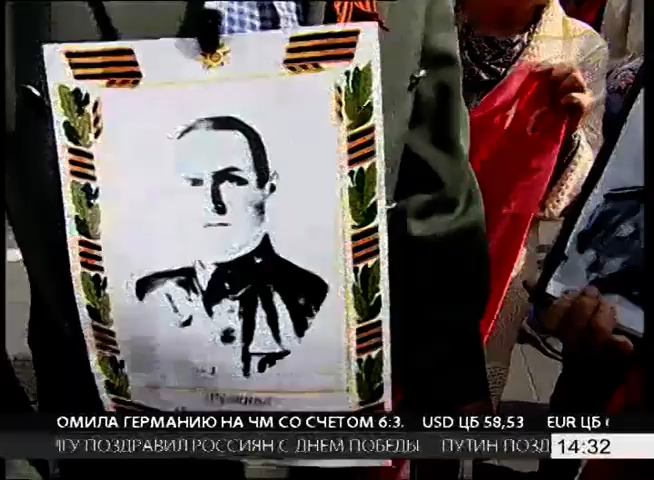 ОМИЛА ГЕРМАНИЮ НА ЧМ СО СЧЕТОМ 6:3. USD ЦБ 58,53 EUR ЦБ
ПОЗДРАВИЛ РОССИЯН С ДНЕМ ПОБЕДЫ ПУТИН ПОЗД
14:32